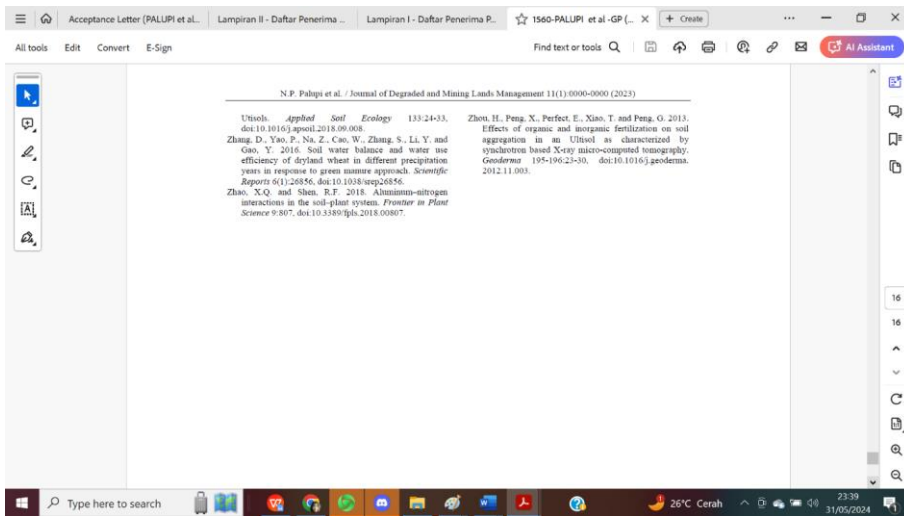 Acceptance Letter (PALUPI et al...
Lampiran II - Daftar Penerima ...
Lampiran I - Daftar Penerima P...
1560-PALUPI et al -GP (...
+ Create
All tools Edit Convert E-Sign
Find text or tools
AI Assistant
N.P. Palupi et al. / Journal of Degraded and Mining Lands Management 11(1):0000-0000 (2023)
Utisols. Applied Soil Ecology 133:24-33,
doi:10.1016/j.apsoil.2018.09.008.
Zhang, D., Yao, P., Na, Z., Cao, W., Zhang, S., Li, Y. and
Gao, Y. 2016. Soil water balance and water use
efficiency of dryland wheat in different precipitation
years in response to green manure approach. Scientific
Reports 6(1):26856, doi:10.1038/srep26856.
Zhao, X.Q. and Shen, R.F. 2018. Aluminum–nitrogen
interactions in the soil–plant system. Frontier in Plant
Science 9:807, doi:10.3389/fpls.2018.00807.
Zhou, H., Peng, X., Perfect, E., Xiao, T. and Peng, G. 2013.
Effects of organic and inorganic fertilization on soil
aggregation in an Ultisol as characterized by
synchrotron based X-ray micro-computed tomography.
Geoderma 195-196:23-30, doi:10.1016/j.geoderma.
2012.11.003.
16
16
Type here to search
26°C Cerah
23:39
31/05/2024